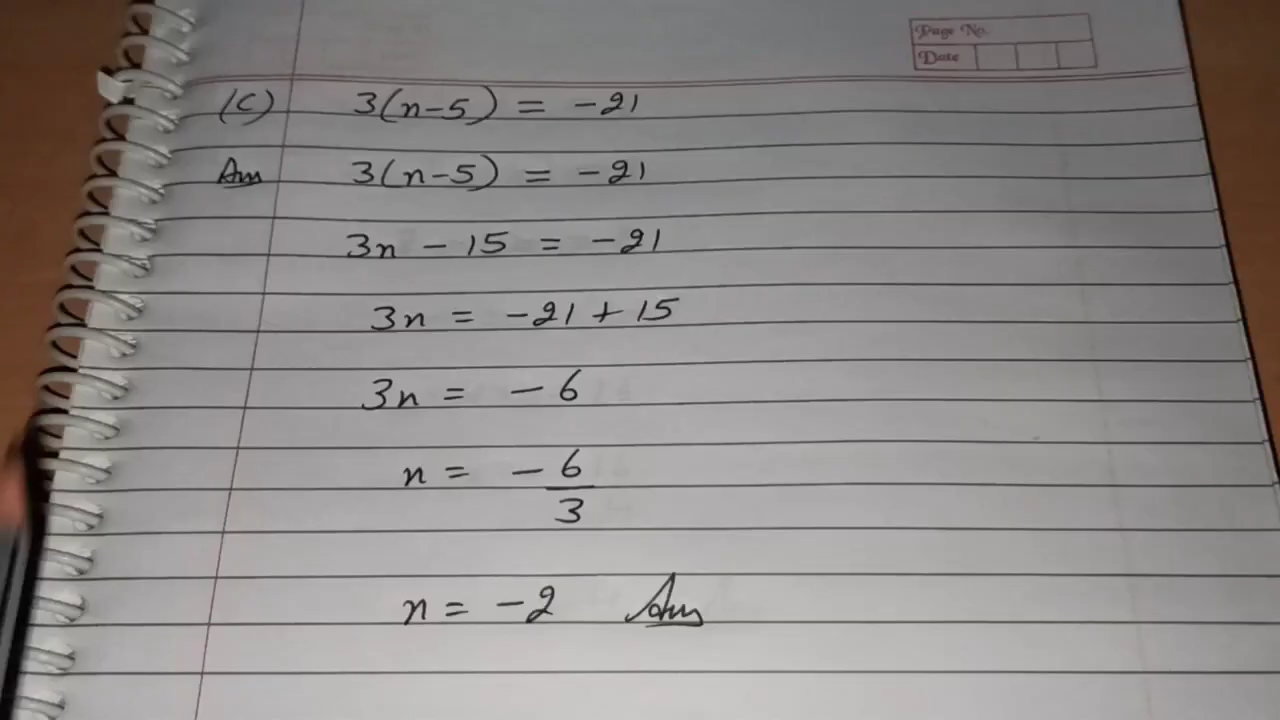 Page No.
Date
(c) 3(n-5) = -21
Ans 3(n-5) = -21
3n - 15 = -21
3n = -21 + 15
3n = -6
n = -6
3
n = -2 Ans